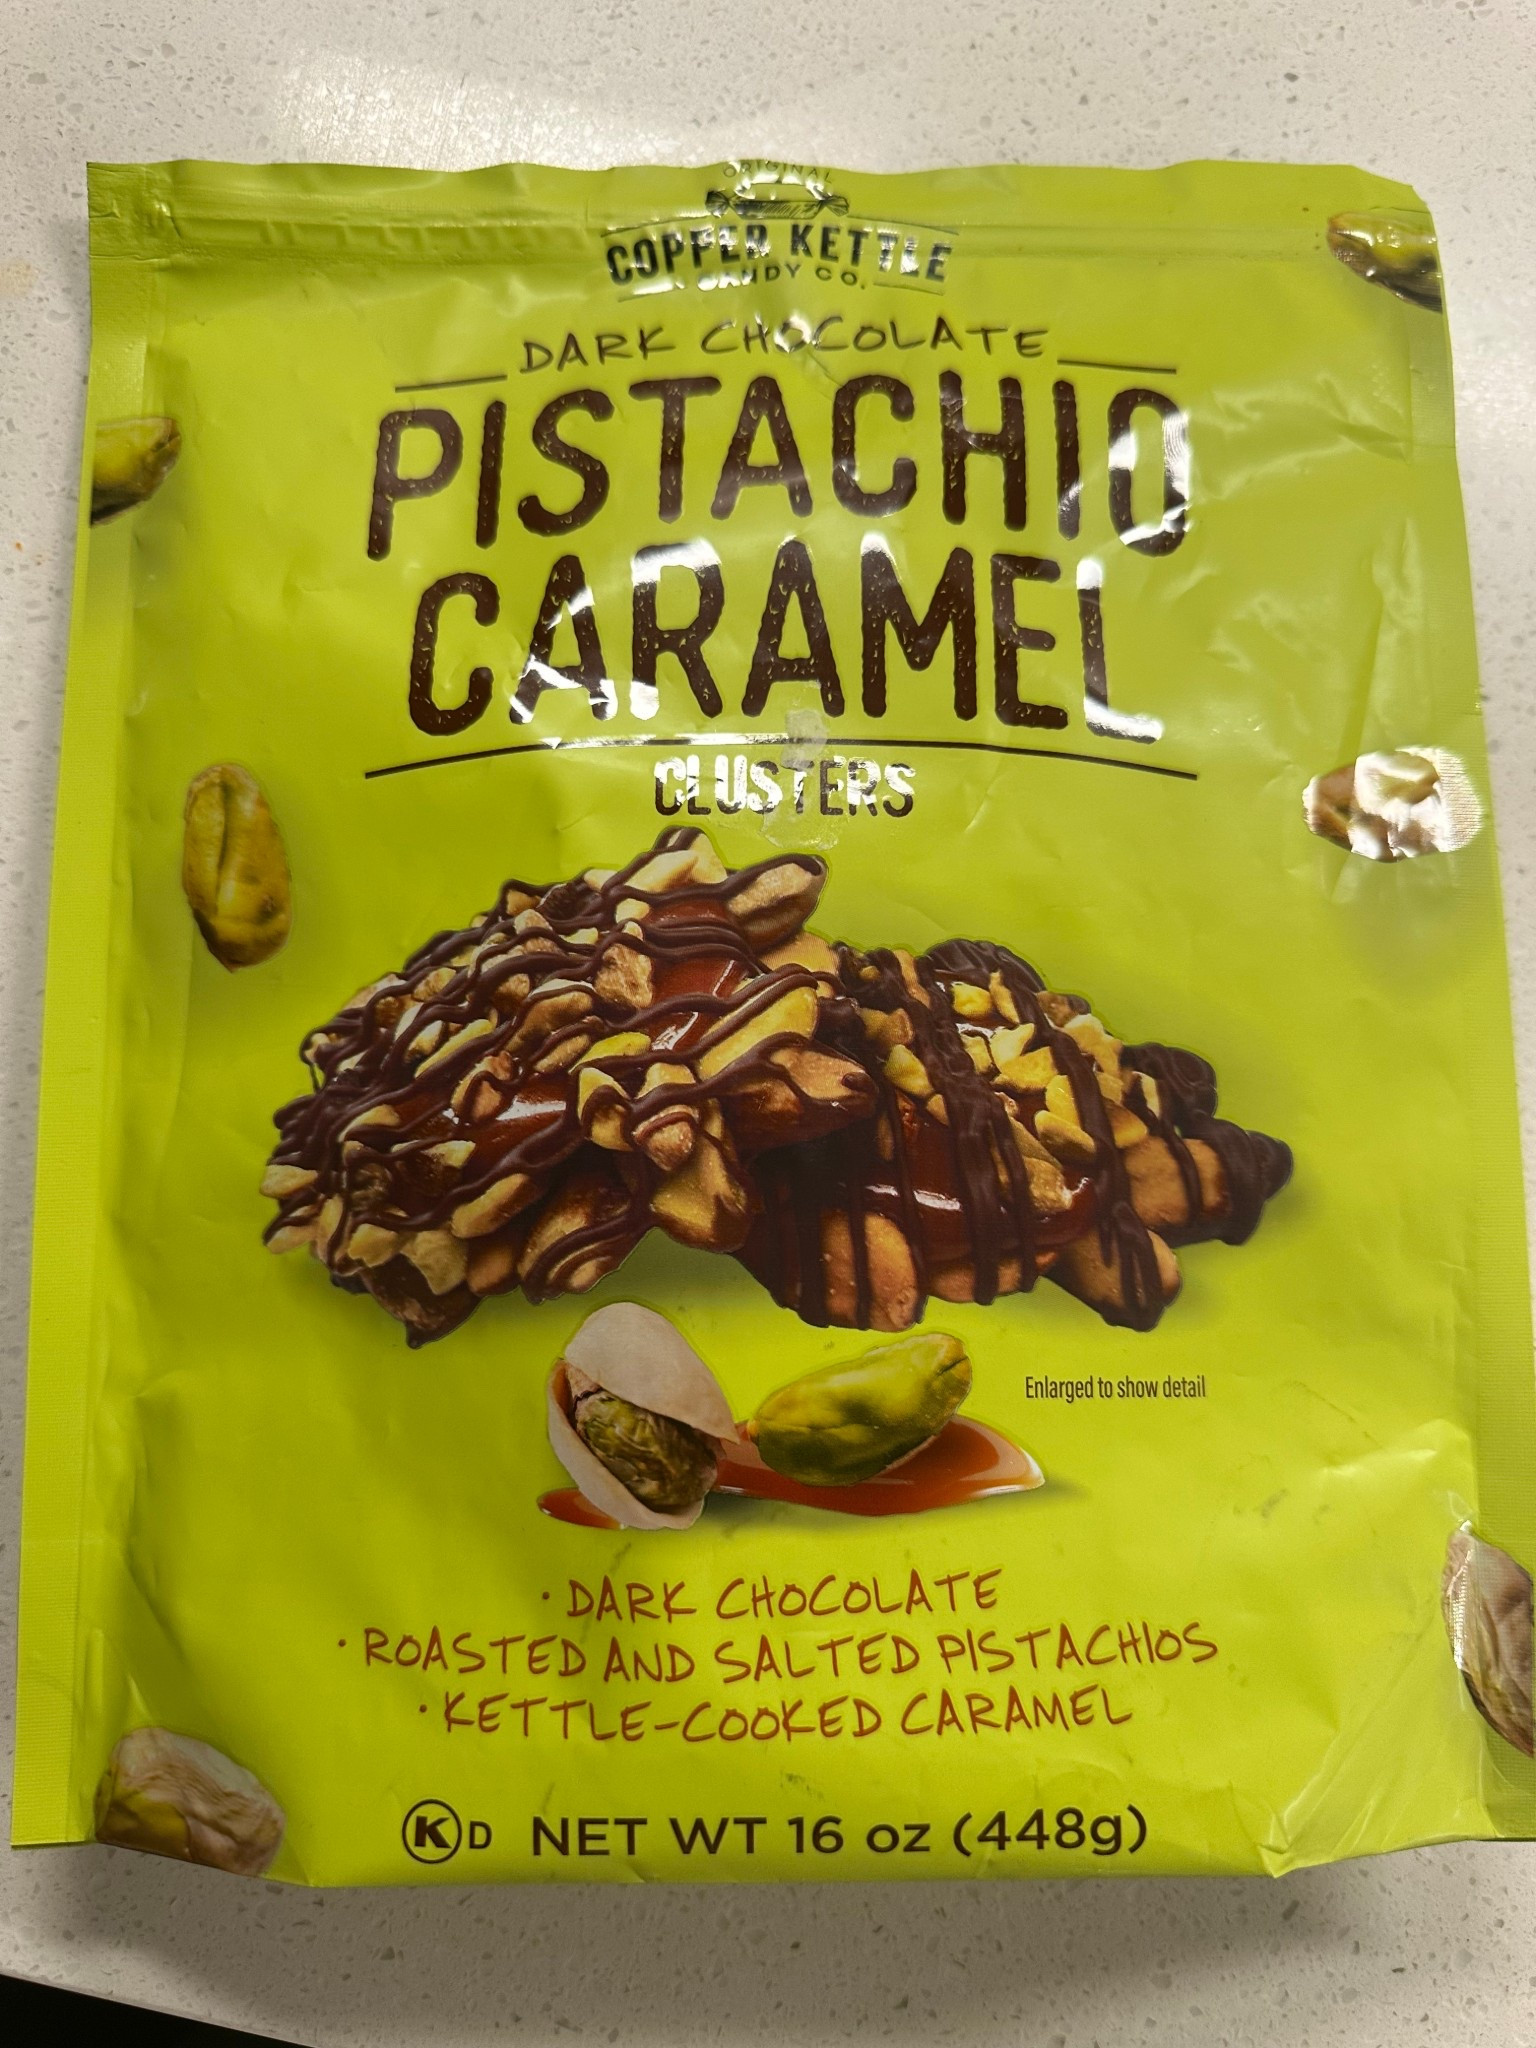 ORIGINAL
COPPER KETTLE
CANDY CO.
DARK CHOCOLATE
PISTACHIO
CARAMEL
CLUSTERS
Enlarged to show detail
· DARK CHOCOLATE
· ROASTED AND SALTED PISTACHIOS
· KETTLE-COOKED CARAMEL
K D NET WT 16 oz (448g)